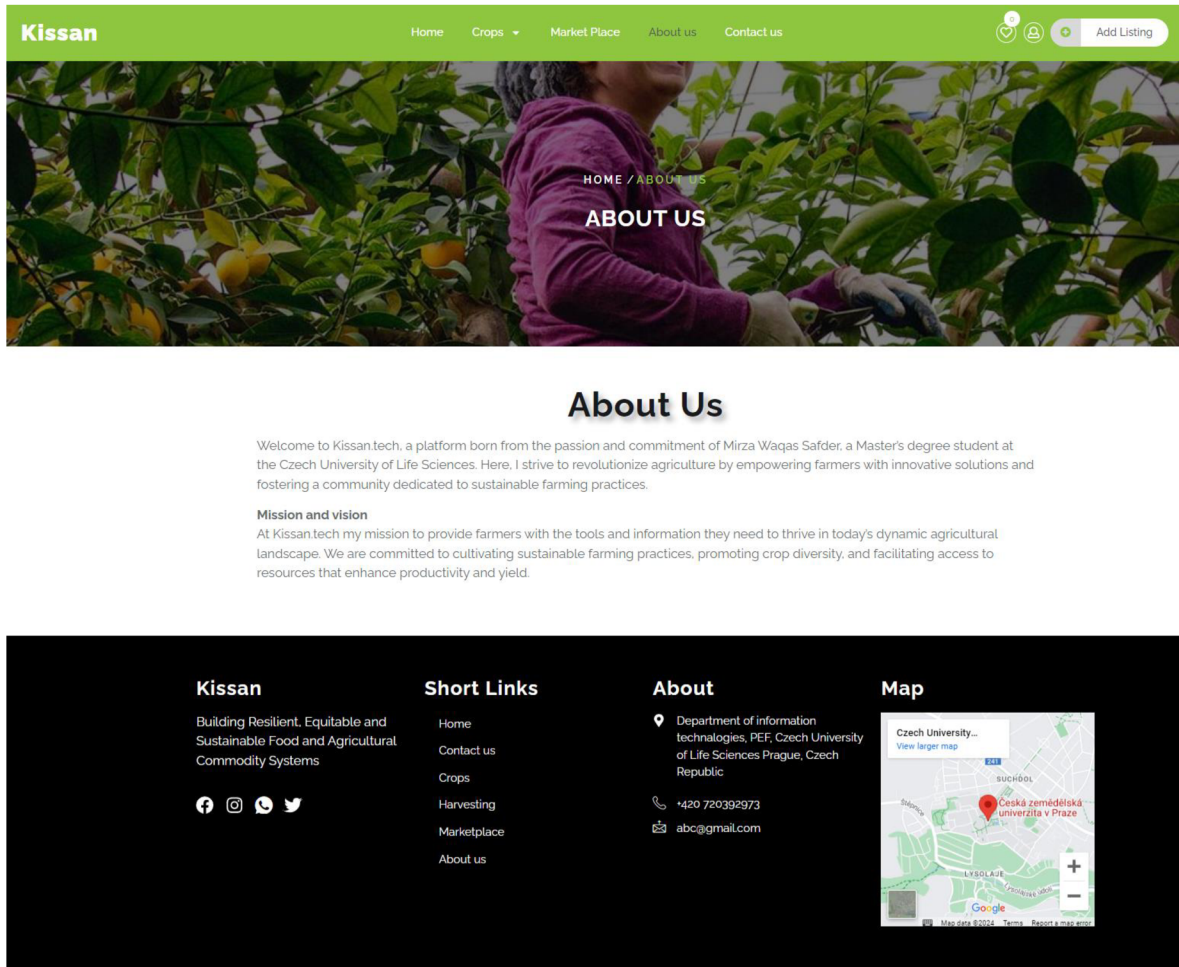 Kissan
Home
Crops
Market Place
About us
Contact us
0
Add Listing
HOME / ABOUT US
ABOUT US
About Us
Welcome to Kissan.tech, a platform born from the passion and commitment of Mirza Waqas Safder, a Master's degree student at
the Czech University of Life Sciences. Here, I strive to revolutionize agriculture by empowering farmers with innovative solutions and
fostering a community dedicated to sustainable farming practices.
Mission and vision
At Kissan.tech my mission to provide farmers with the tools and information they need to thrive in today's dynamic agricultural
landscape. We are committed to cultivating sustainable farming practices, promoting crop diversity, and facilitating access to
resources that enhance productivity and yield.
Kissan
Building Resilient, Equitable and
Sustainable Food and Agricultural
Commodity Systems
Short Links
Home
Contact us
Crops
Harvesting
Marketplace
About us
About
Department of information
technalogies, PEF, Czech University
of Life Sciences Prague, Czech
Republic
+420 720392973
abc@gmail.com
Map
Czech University...
View larger map
241
SUCHDOL
Česká zemědělská
univerzita v Praze
LYSOLAJE
Google
Map data ©2024 Terms Report a map error